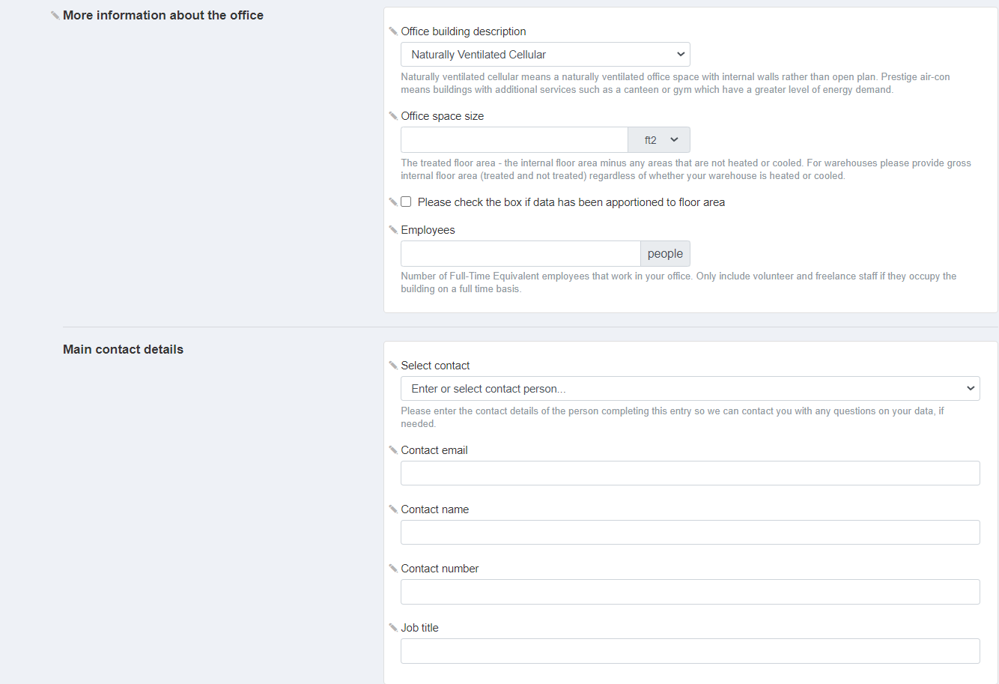 More information about the office
Office building description
Naturally Ventilated Cellular
Naturally ventilated cellular means a naturally ventilated office space with internal walls rather than open plan. Prestige air-con
means buildings with additional services such as a canteen or gym which have a greater level of energy demand.
Office space size
ft2
The treated floor area - the internal floor area minus any areas that are not heated or cooled. For warehouses please provide gross
internal floor area (treated and not treated) regardless of whether your warehouse is heated or cooled.
Please check the box if data has been apportioned to floor area
Employees
people
Number of Full-Time Equivalent employees that work in your office. Only include volunteer and freelance staff if they occupy the
building on a full time basis.
Main contact details
Select contact
Enter or select contact person...
Please enter the contact details of the person completing this entry so we can contact you with any questions on your data, if
needed.
Contact email
Contact name
Contact number
Job title